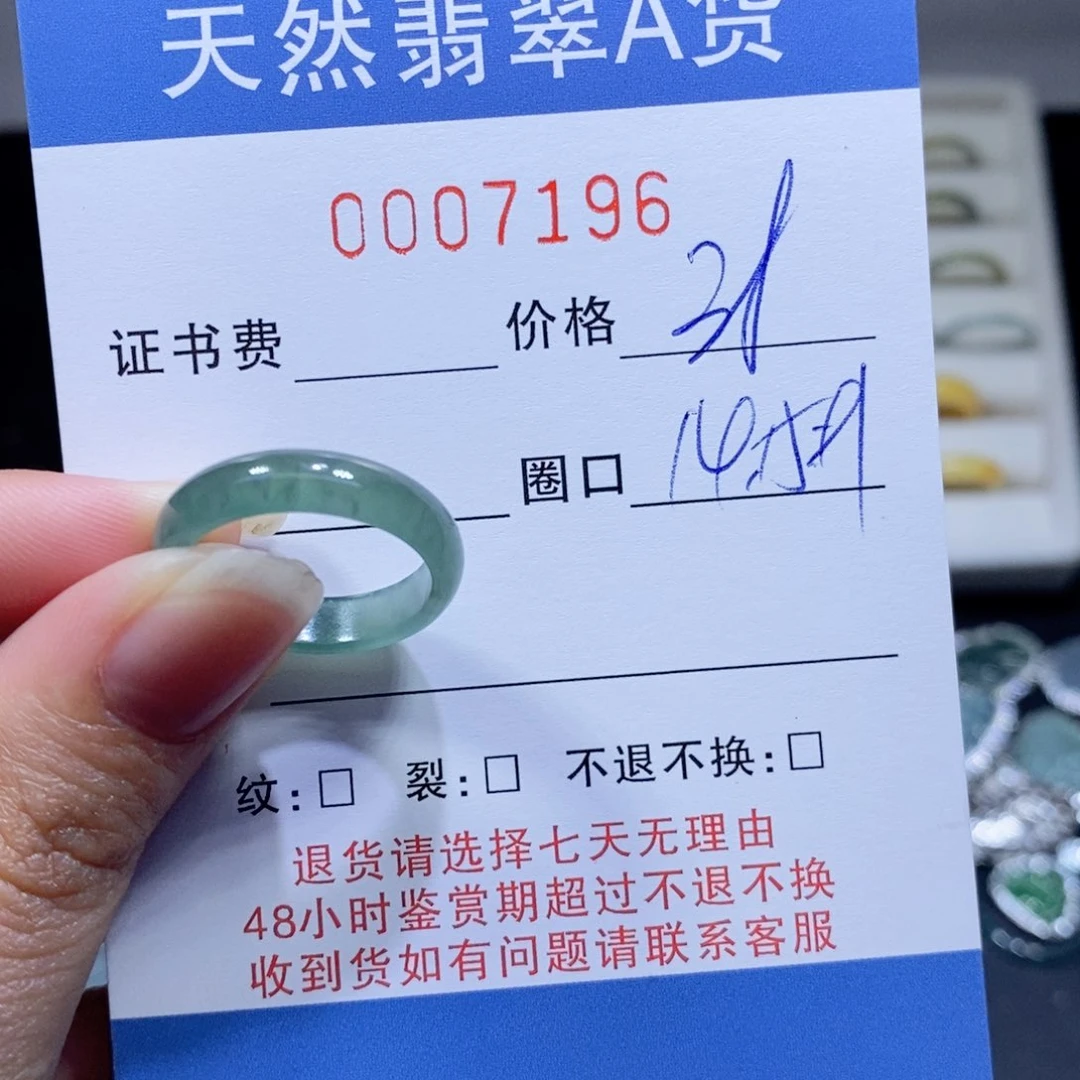 天然翡翠A货
0007196
证书费 价格
圈口
纹:□ 裂:□ 不退不换:□
退货请选择七天无理由
48小时鉴赏期超过不退不换
收到货如有问题请联系客服